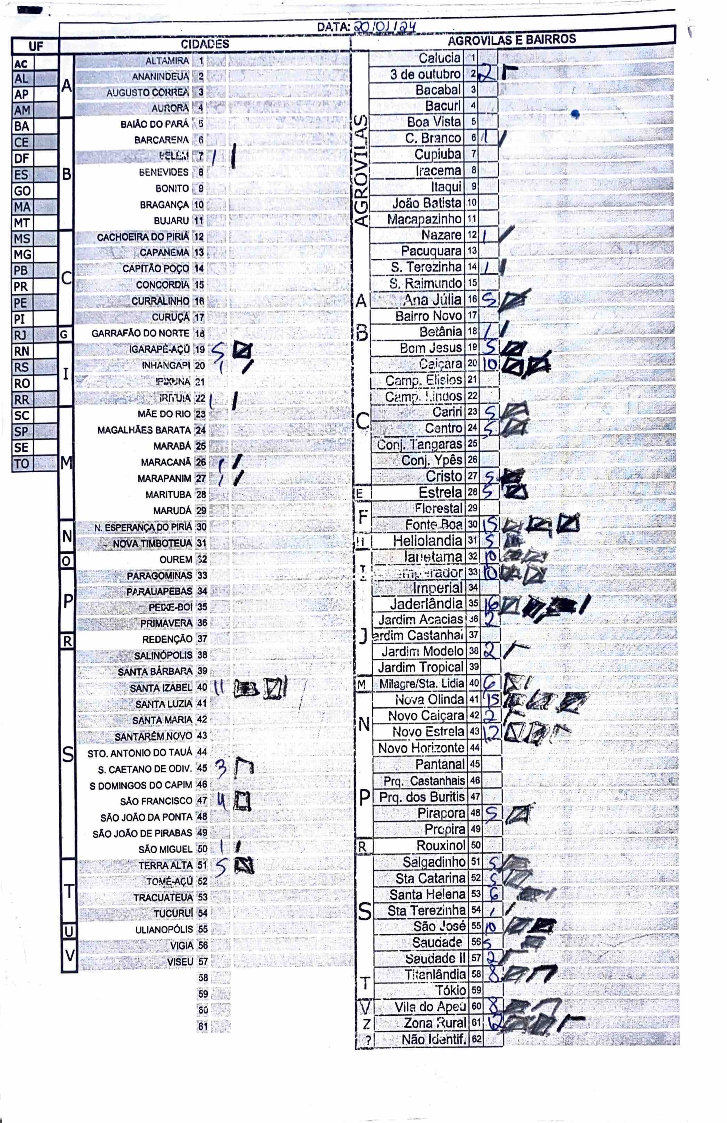 DATA: 20/01/24
UF
CIDADES
AGROVILAS E BAIRROS
AC
AL
AP
AM
BA
CE
DF
ES
GO
MA
MT
MS
MG
PB
PR
PE
PI
RJ
RN
RS
RO
RR
SC
SP
SE
TO
A
ALTAMIRA 1
ANANINDEUA 2
AUGUSTO CORREA 3
AURORA 4
B
BAIÃO DO PARÁ 5
BARCARENA 6
BELÉM 7 1
BENEVIDES 8
BONITO 9
BRAGANÇA 10
BUJARU 11
C
CACHOEIRA DO PIRIÁ 12
CAPANEMA 13
CAPITÃO POÇO 14
CONCORDIA 15
CURRALINHO 16
CURUÇÁ 17
G
GARRAFÃO DO NORTE 18
I
IGARAPÉ-AÇÚ 19 5
INHANGAPI 20 1
IPIXUNA 21
IRITUIA 22 1
M
MÃE DO RIO 23
MAGALHÃES BARATA 24
MARABÁ 25
MARACANÃ 26 1
MARAPANIM 27 1
MARITUBA 28
MARUDÁ 29
N
N. ESPERANÇA DO PIRIÁ 30
NOVA TIMBOTEUA 31
O
OUREM 32
P
PARAGOMINAS 33
PARAUAPEBAS 34
PEIXE-BOI 35
PRIMAVERA 36
R
REDENÇÃO 37
S
SALINÓPOLIS 38
SANTA BÁRBARA 39
SANTA IZABEL 40 11
SANTA LUZIA 41
SANTA MARIA 42
SANTARÉM NOVO 43
STO. ANTONIO DO TAUÁ 44
S. CAETANO DE ODIV. 45 3
S DOMINGOS DO CAPIM 46
SÃO FRANCISCO 47 4
SÃO JOÃO DA PONTA 48
SÃO JOÃO DE PIRABAS 49
SÃO MIGUEL 50 1
T
TERRA ALTA 51 5
TOMÉ-AÇÚ 52
TRACUATEUA 53
TUCURUÍ 54
U
ULIANOPÓLIS 55
V
VIGIA 56
VISEU 57
58
59
60
61
AGROVILAS
Calucia 1
3 de outubro 2 2
Bacabal 3
Bacuri 4
Boa Vista 5
C. Branco 6 1
Cupiuba 7
Iracema 8
Itaqui 9
João Batista 10
Macapazinho 11
Nazare 12 1
Pacuquara 13
S. Terezinha 14 1
S. Raimundo 15
A
Ana Júlia 16 5
Bairro Novo 17
B
Betânia 18 1
Bom Jesus 19 5
Caiçara 20 10
Camp. Elisios 21
Camp. Lindos 22
C
Cariri 23 5
Centro 24 5
Conj. Tangaras 25
Conj. Ypês 26
Cristo 27 5
E
Estrela 28 5
F
Florestal 29
Fonte Boa 30 15
H
Heliolandia 31 5
I
Ianetama 32 10
Imperador 33 10
Imperial 34
J
Jaderlândia 35 16
Jardim Acacias 36 2
Jardim Castanhal 37
Jardim Modelo 38 2
Jardim Tropical 39
M
Milagre/Sta. Lidia 40 6
N
Nova Olinda 41 15
Novo Caiçara 42 2
Novo Estrela 43 12
Novo Horizonte 44
P
Pantanal 45
Prq. Castanhais 46
Prq. dos Buritis 47
Pirapora 48 5
Propira 49
R
Rouxinol 50
S
Salgadinho 51 5
Sta Catarina 52 5
Santa Helena 53 6
Sta Terezinha 54 1
São José 55 10
Saudade 56 5
Saudade II 57 2
T
Titanlândia 58 8
Tókio 59
V
Vila do Apeú 60 8
Z
Zona Rural 61 12
?
Não Identif. 62